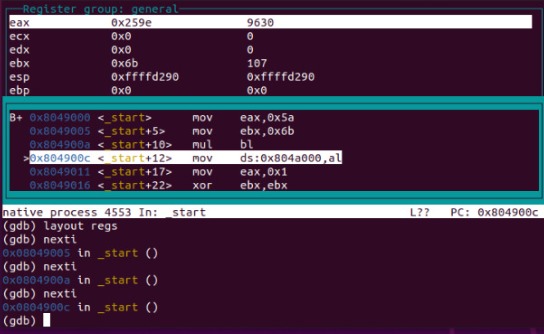 Register group: general
eax 0x259e 9630
ecx 0x0 0
edx 0x0 0
ebx 0x6b 107
esp 0xffffd290 0xffffd290
ebp 0x0 0x0
B+ 0x8049000 <_start> mov eax,0x5a
0x8049005 <_start+5> mov ebx,0x6b
0x804900a <_start+10> mul bl
>0x804900c <_start+12> mov ds:0x804a000,al
0x8049011 <_start+17> mov eax,0x1
0x8049016 <_start+22> xor ebx,ebx
native process 4553 In: _start L?? PC: 0x804900c
(gdb) layout regs
(gdb) nexti
0x08049005 in _start ()
(gdb) nexti
0x0804900a in _start ()
(gdb) nexti
0x0804900c in _start ()
(gdb)